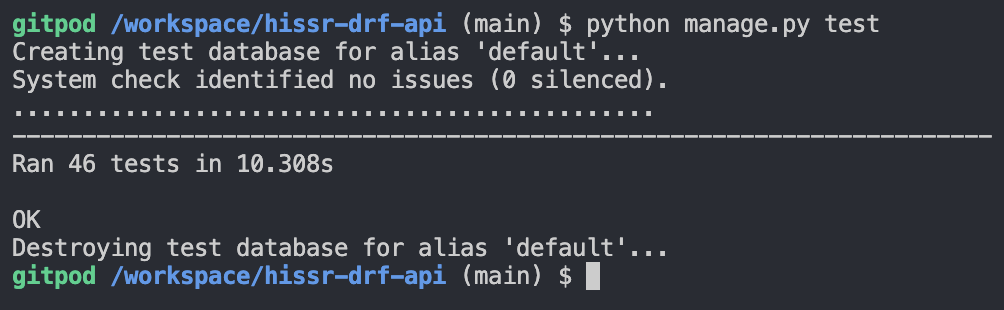 gitpod /workspace/hissr-drf-api (main) $ python manage.py test
Creating test database for alias 'default'...
System check identified no issues (0 silenced).
..............................................
----------------------------------------------------------------------
Ran 46 tests in 10.308s

OK
Destroying test database for alias 'default'...
gitpod /workspace/hissr-drf-api (main) $